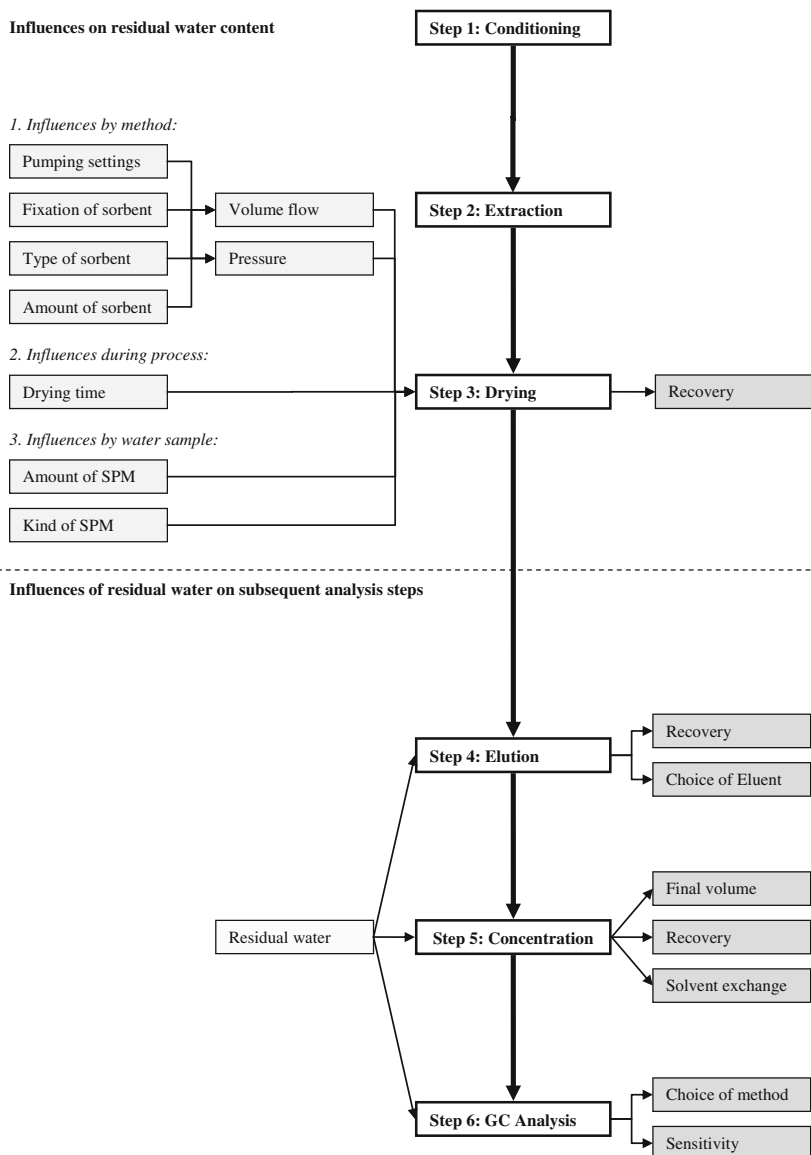 Influences on residual water content
Step 1: Conditioning
1. Influences by method:
Pumping settings
Fixation of sorbent
Volume flow
Step 2: Extraction
Type of sorbent
Pressure
Amount of sorbent
2. Influences during process:
Drying time
Step 3: Drying
Recovery
3. Influences by water sample:
Amount of SPM
Kind of SPM
Influences of residual water on subsequent analysis steps
Step 4: Elution
Recovery
Choice of Eluent
Final volume
Residual water
Step 5: Concentration
Recovery
Solvent exchange
Choice of method
Step 6: GC Analysis
Sensitivity